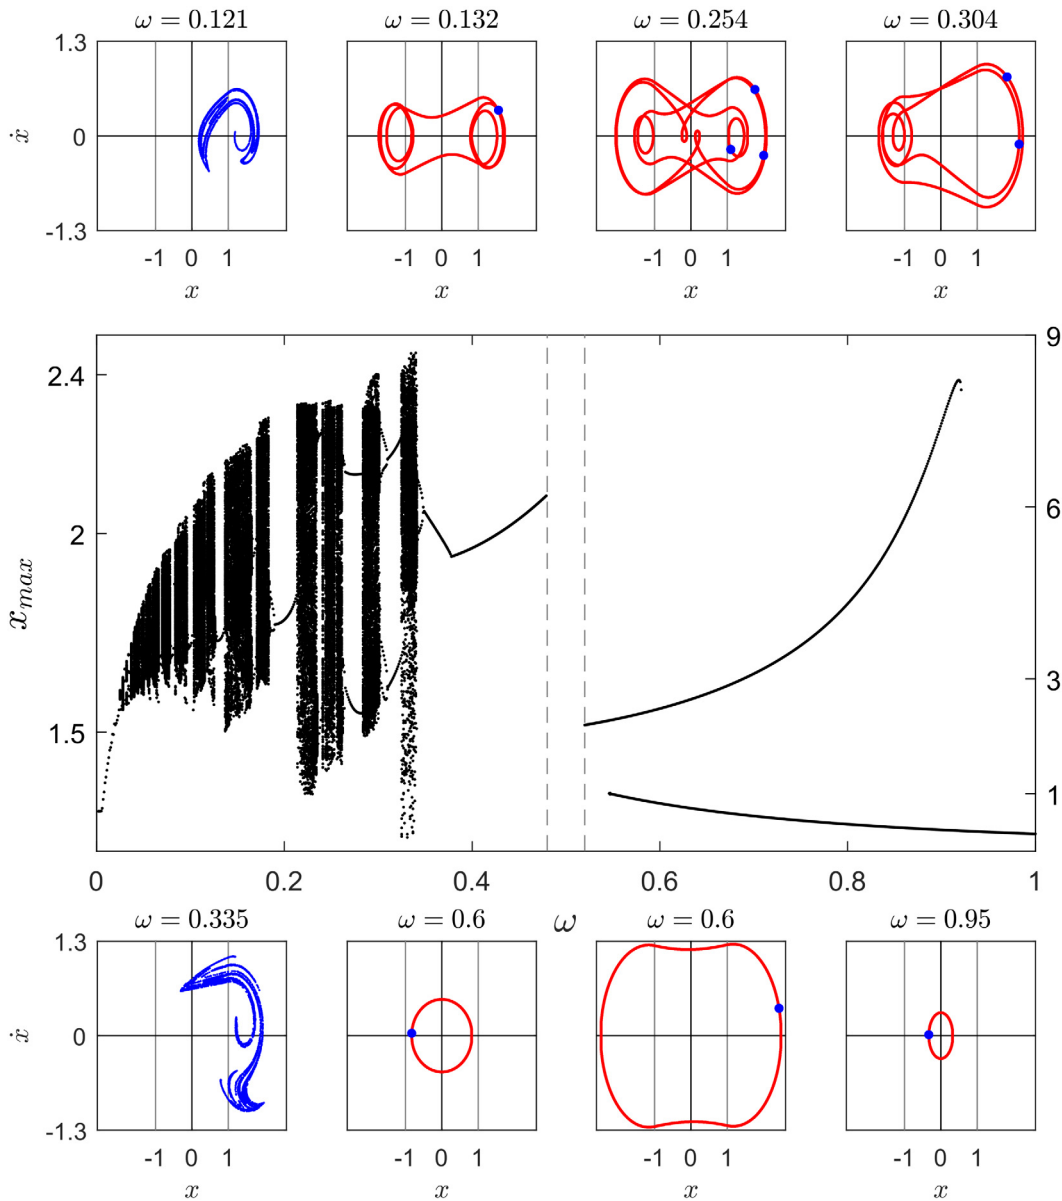 ω = 0.121 ω = 0.132 ω = 0.254 ω = 0.304
1.3
ẋ 0
-1.3
-1 0 1 -1 0 1 -1 0 1 -1 0 1
x x x x
9
2.4
6
2
x_max
3
1.5
1
0 0.2 0.4 0.6 0.8 1
ω = 0.335 ω = 0.6 ω ω = 0.6 ω = 0.95
1.3
ẋ 0
-1.3
-1 0 1 -1 0 1 -1 0 1 -1 0 1
x x x x